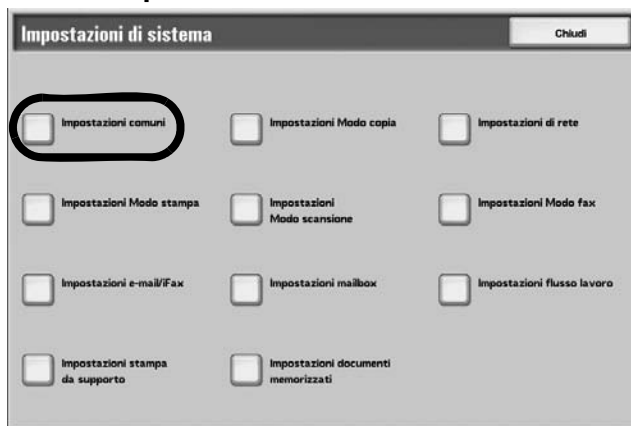 Impostazioni di sistema
Chiudi
Impostazioni comuni
Impostazioni Modo copia
Impostazioni di rete
Impostazioni Modo stampa
Impostazioni
Modo scansione
Impostazioni Modo fax
Impostazioni e-mail/iFax
Impostazioni mailbox
Impostazioni flusso lavoro
Impostazioni stampa
da supporto
Impostazioni documenti
memorizzati